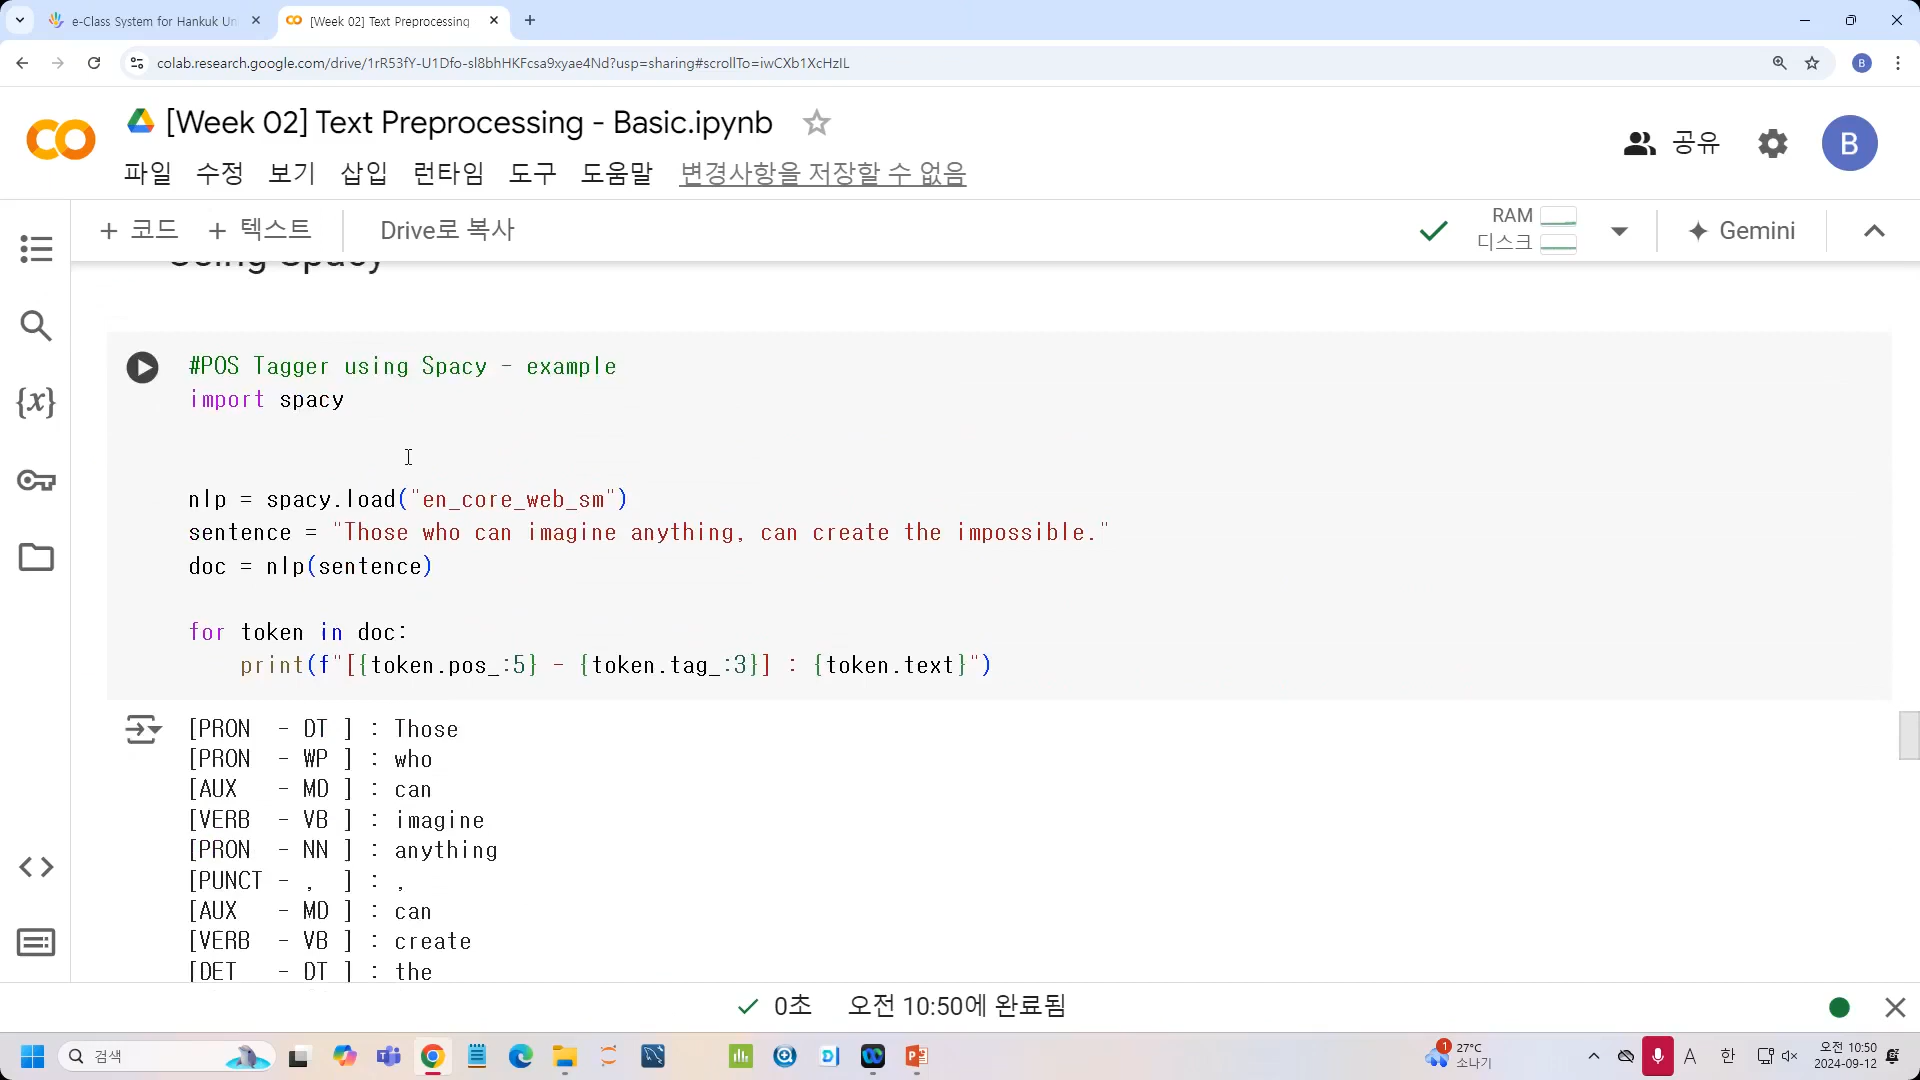 e-Class System for Hankuk Un
[Week 02] Text Preprocessing
colab.research.google.com/drive/1rR53fY-U1Dfo-sl8bhHKFcsa9xyae4Nd?usp=sharing#scrollTo=iwCXb1XcHzIL
B
[Week 02] Text Preprocessing - Basic.ipynb
공유
B
파일 수정 보기 삽입 런타임 도구 도움말 변경사항을 저장할 수 없음
+ 코드 + 텍스트 Drive로 복사
RAM
디스크
Gemini
Using Spacy
{x}
#POS Tagger using Spacy - example
import spacy
nlp = spacy.load("en_core_web_sm")
sentence = "Those who can imagine anything, can create the impossible."
doc = nlp(sentence)
for token in doc:
print(f"[{token.pos_:5} - {token.tag_:3}] : {token.text}")
[PRON  - DT ] : Those
[PRON  - WP ] : who
[AUX   - MD ] : can
[VERB  - VB ] : imagine
[PRON  - NN ] : anything
[PUNCT - ,  ] : ,
[AUX   - MD ] : can
[VERB  - VB ] : create
[DET   - DT ] : the
0초 오전 10:50에 완료됨
검색
1
27°C
소나기
A
한
오전 10:50
2024-09-12